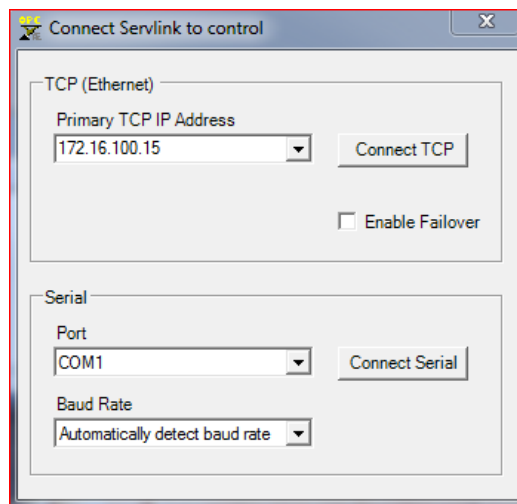 OPC
Connect Servlink to control
TCP (Ethernet)
Primary TCP IP Address
172.16.100.15
Connect TCP
Enable Failover
Serial
Port
COM1
Connect Serial
Baud Rate
Automatically detect baud rate